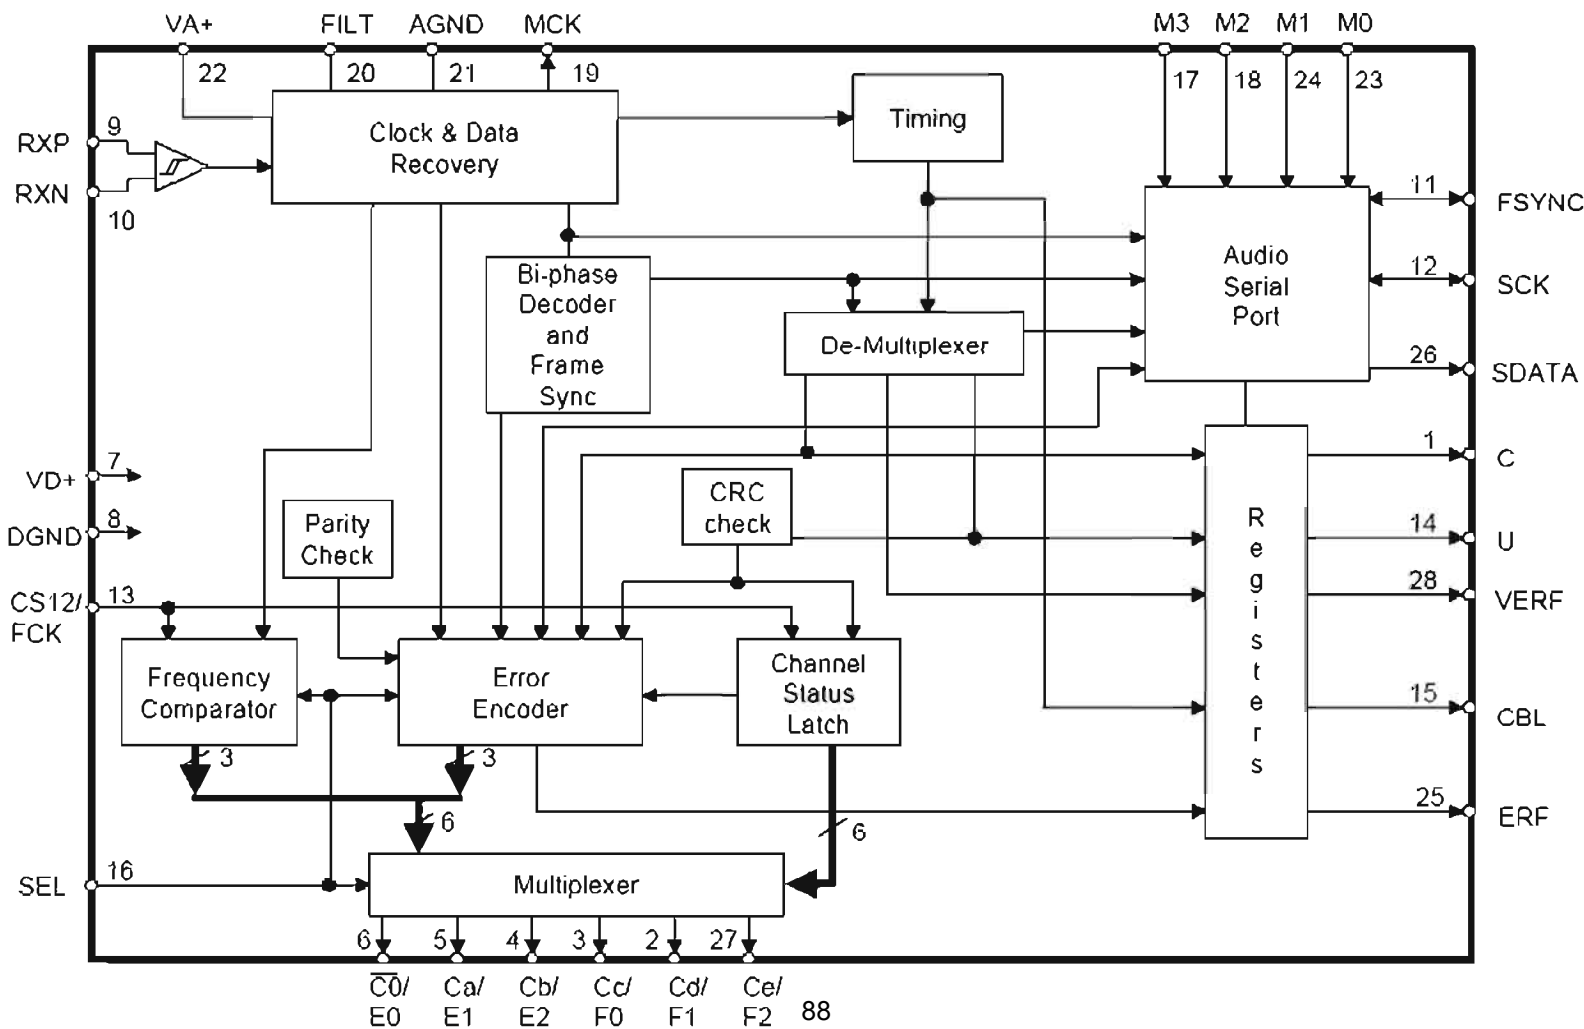 VA+ FILT AGND MCK M3 M2 M1 M0
22 20 21 19 17 18 24 23
RXP 9
RXN 10
Clock & Data
Recovery
Timing
11 FSYNC
12 SCK
26 SDATA
Audio
Serial
Port
Bi-phase
Decoder
and
Frame
Sync
De-Multiplexer
VD+ 7
DGND 8
CS12/ 13
FCK
Parity
Check
CRC
check
Registers
1 C
14 U
28 VERF
15 CBL
25 ERF
Frequency
Comparator
Error
Encoder
Channel
Status
Latch
3 3
6 6
SEL 16
Multiplexer
6 5 4 3 2 27
C0/ Ca/ Cb/ Cc/ Cd/ Ce/
E0 E1 E2 F0 F1 F2
88